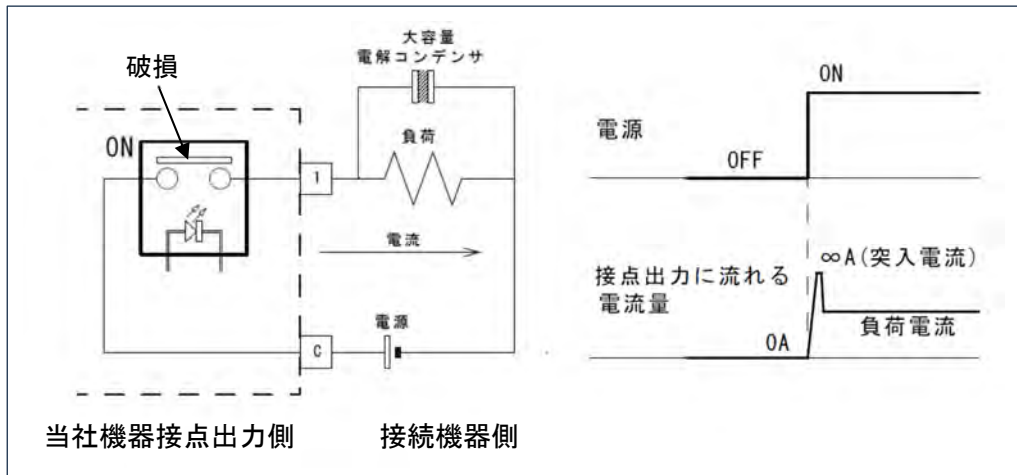 大容量
電解コンデンサ
破損
ON
負荷
1
電流
電源
C
当社機器接点出力側
接続機器側
ON
電源
OFF
∞A(突入電流)
接点出力に流れる
電流量
負荷電流
0A